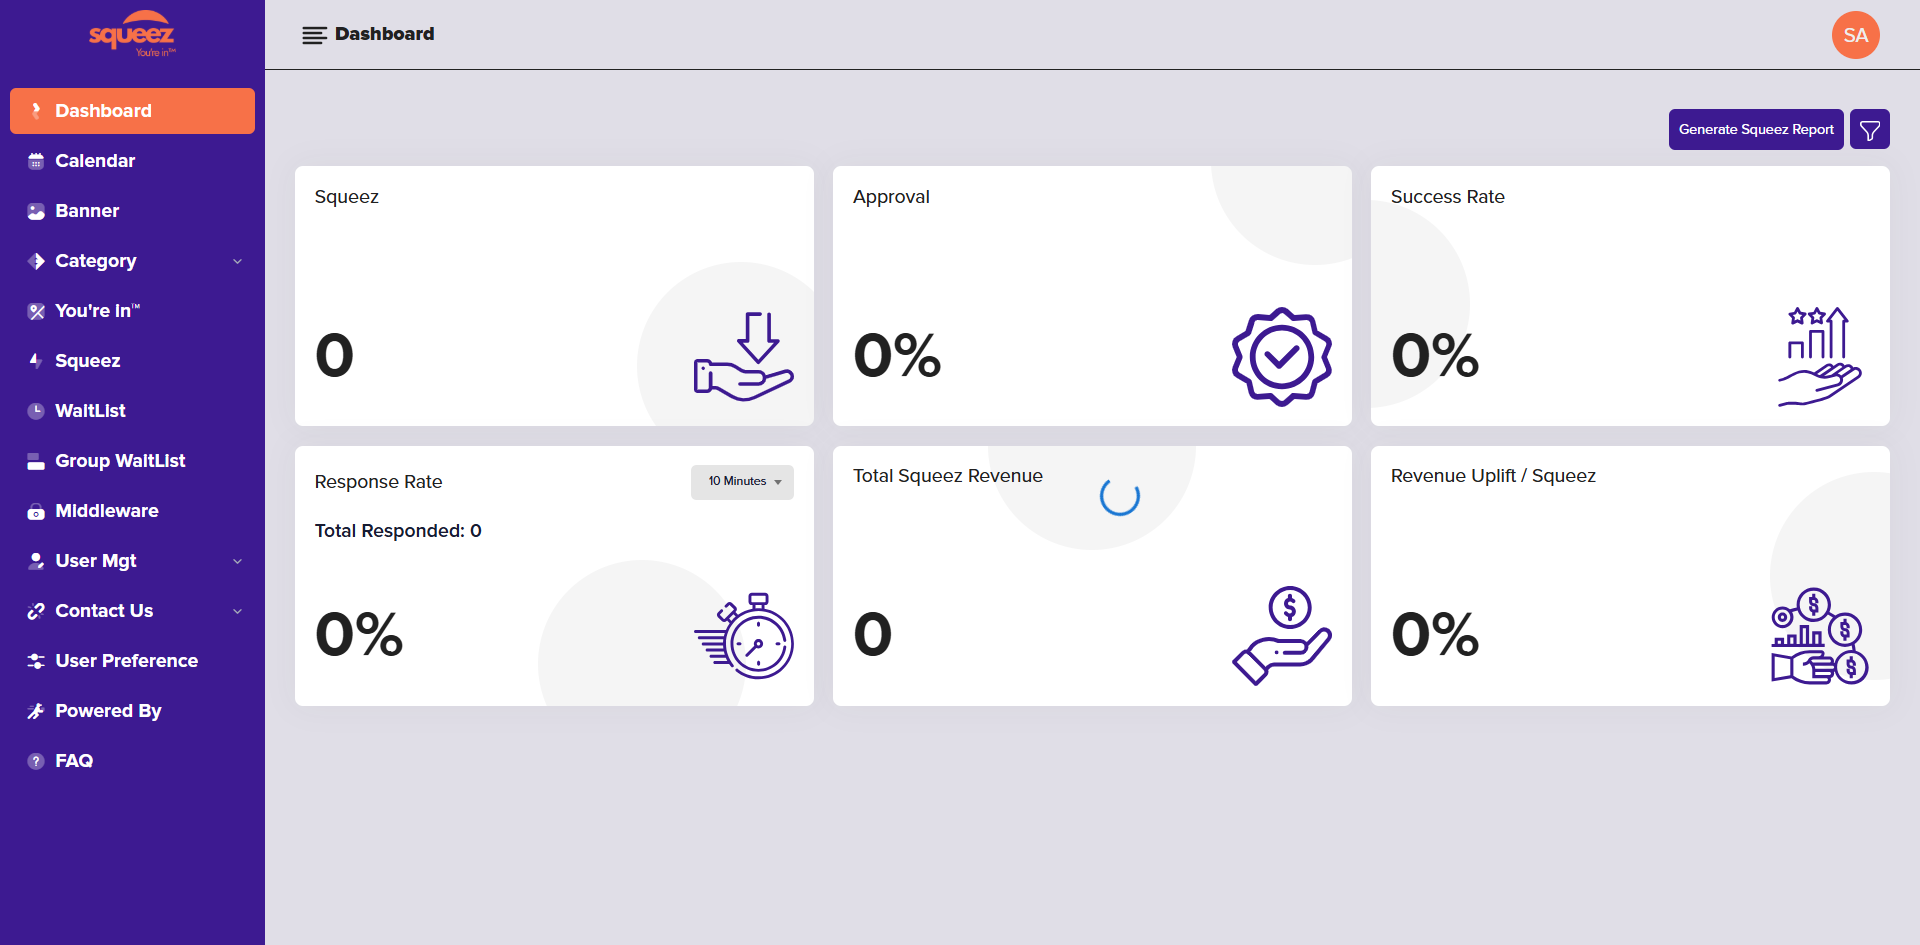 squeez
You're in™
Dashboard
SA
Dashboard
Calendar
Banner
Category
You're In™
Squeez
WaitList
Group WaitList
Middleware
User Mgt
Contact Us
User Preference
Powered By
FAQ
Generate Squeez Report
Squeez
0
Approval
0%
Success Rate
0%
Response Rate
10 Minutes
Total Responded: 0
0%
Total Squeez Revenue
0
Revenue Uplift / Squeez
0%